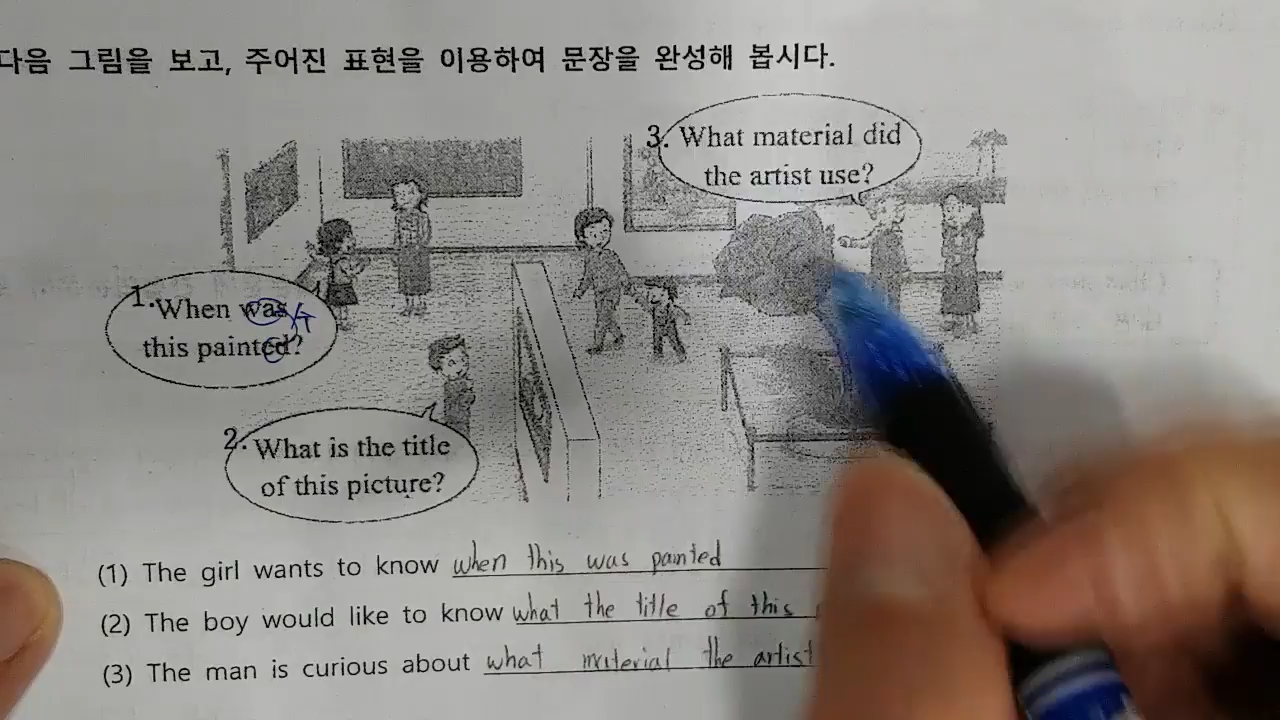 다음 그림을 보고, 주어진 표현을 이용하여 문장을 완성해 봅시다.
3. What material did
the artist use?
1. When was
this painted?
2. What is the title
of this picture?
(1) The girl wants to know when this was painted
(2) The boy would like to know what the title of this
(3) The man is curious about what material the artist